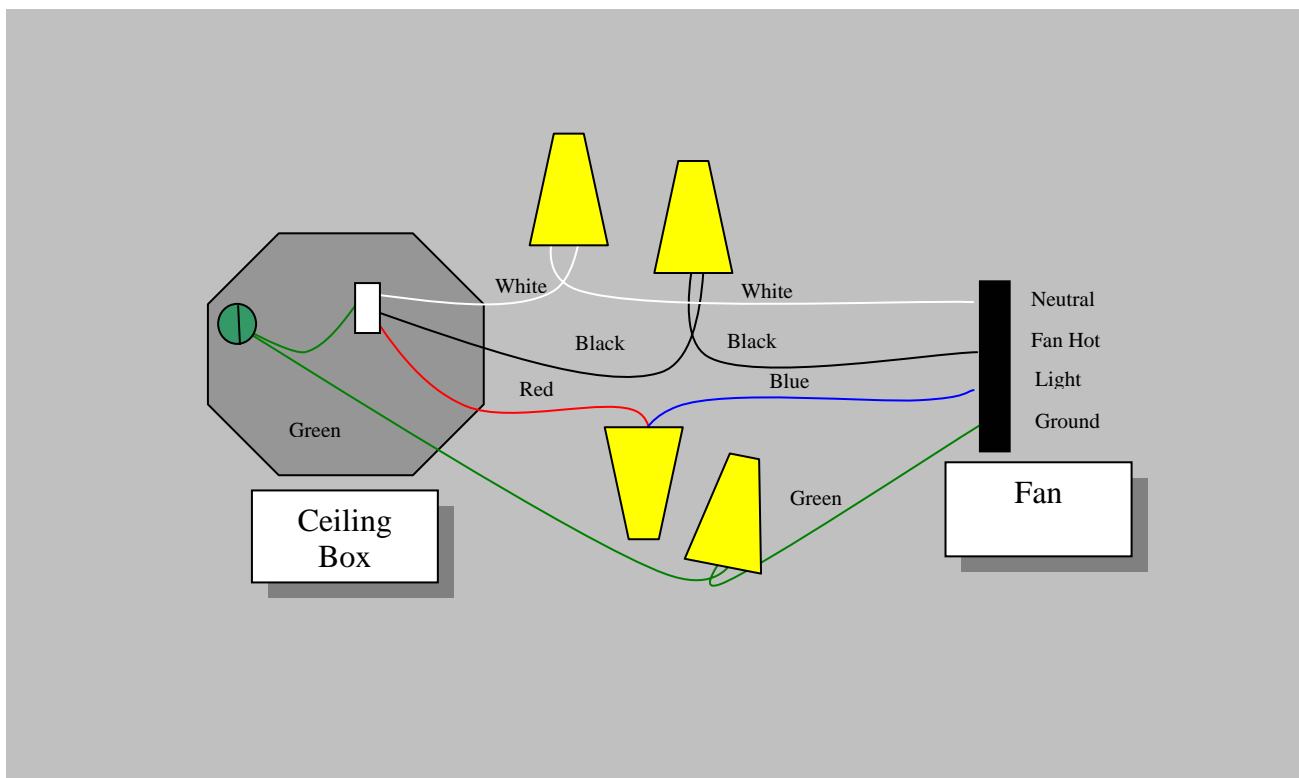 White
White
Neutral
Black
Black
Fan Hot
Red
Blue
Light
Green
Ground
Green
Ceiling
Box
Fan